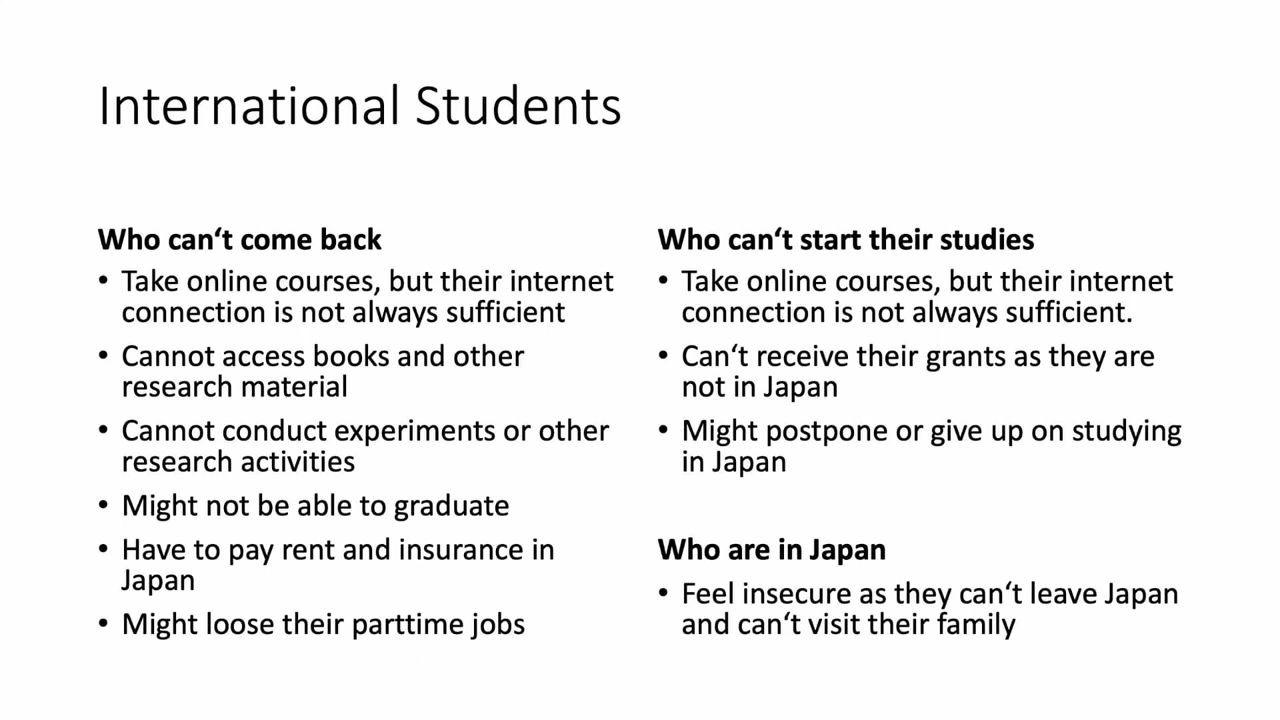 International Students
Who can‘t come back
• Take online courses, but their internet
connection is not always sufficient
• Cannot access books and other
research material
• Cannot conduct experiments or other
research activities
• Might not be able to graduate
• Have to pay rent and insurance in
Japan
• Might loose their parttime jobs
Who can‘t start their studies
• Take online courses, but their internet
connection is not always sufficient.
• Can‘t receive their grants as they are
not in Japan
• Might postpone or give up on studying
in Japan
Who are in Japan
• Feel insecure as they can‘t leave Japan
and can‘t visit their family